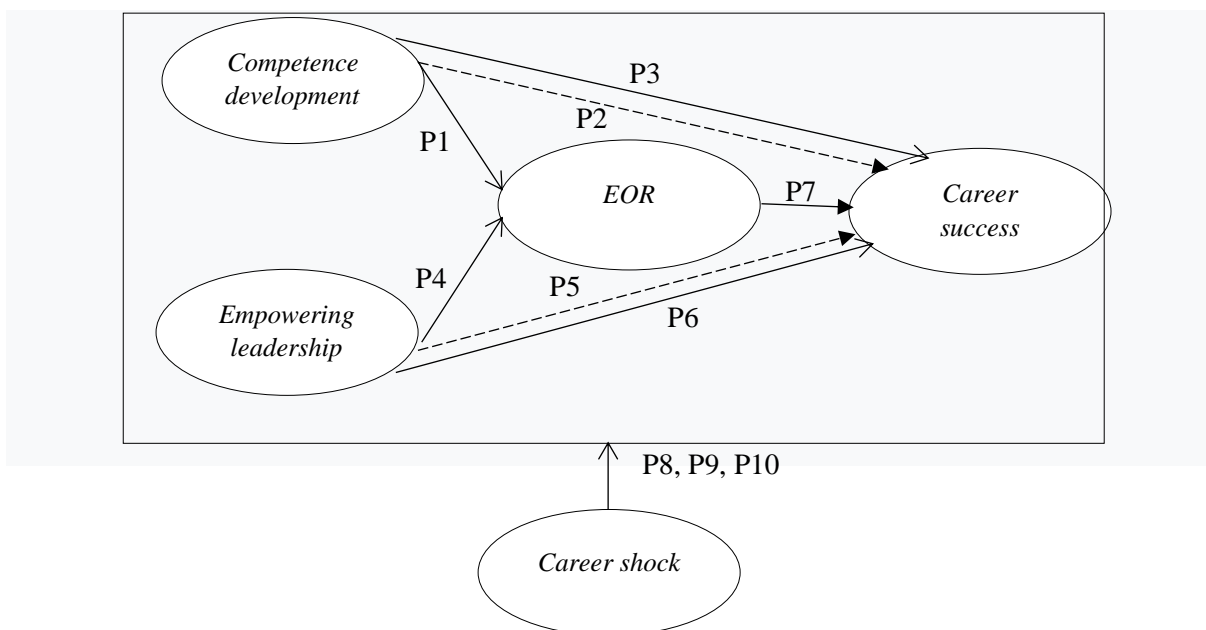 Competence
development
P3
P2
P1
EOR
P7
Career
success
P4
P5
P6
Empowering
leadership
P8, P9, P10
Career shock